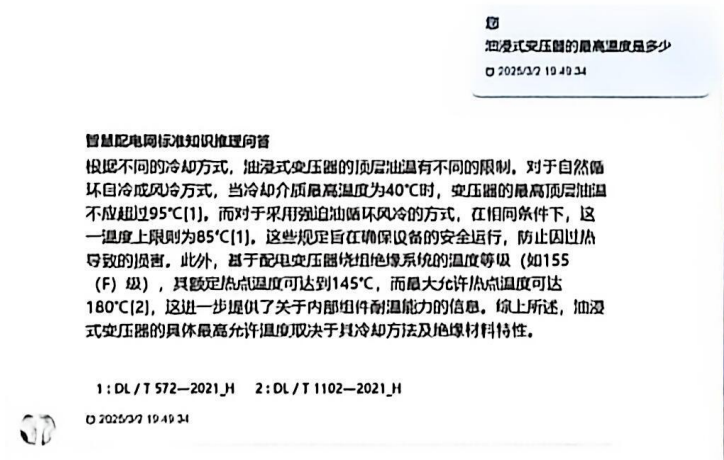 您
油浸式变压器的最高温度是多少
2025/3/2 19:49:34
智慧配电网标准知识推理问答
根据不同的冷却方式，油浸式变压器的顶层油温有不同的限制。对于自然循
环自冷或风冷方式，当冷却介质最高温度为40℃时，变压器的最高顶层油温
不应超过95℃[1]。而对于采用强迫油循环风冷的方式，在相同条件下，这
一温度上限则为85℃[1]。这些规定旨在确保设备的安全运行，防止因过热
导致的损害。此外，基于配电变压器绕组绝缘系统的温度等级（如155
（F）级），其额定热点温度可达到145℃，而最大允许热点温度可达
180℃[2]，这进一步提供了关于内部组件耐温能力的信息。综上所述，油浸
式变压器的具体最高允许温度取决于其冷却方法及绝缘材料特性。
1：DL / T 572—2021_H 2：DL / T 1102—2021_H
2025/3/2 19:49:34